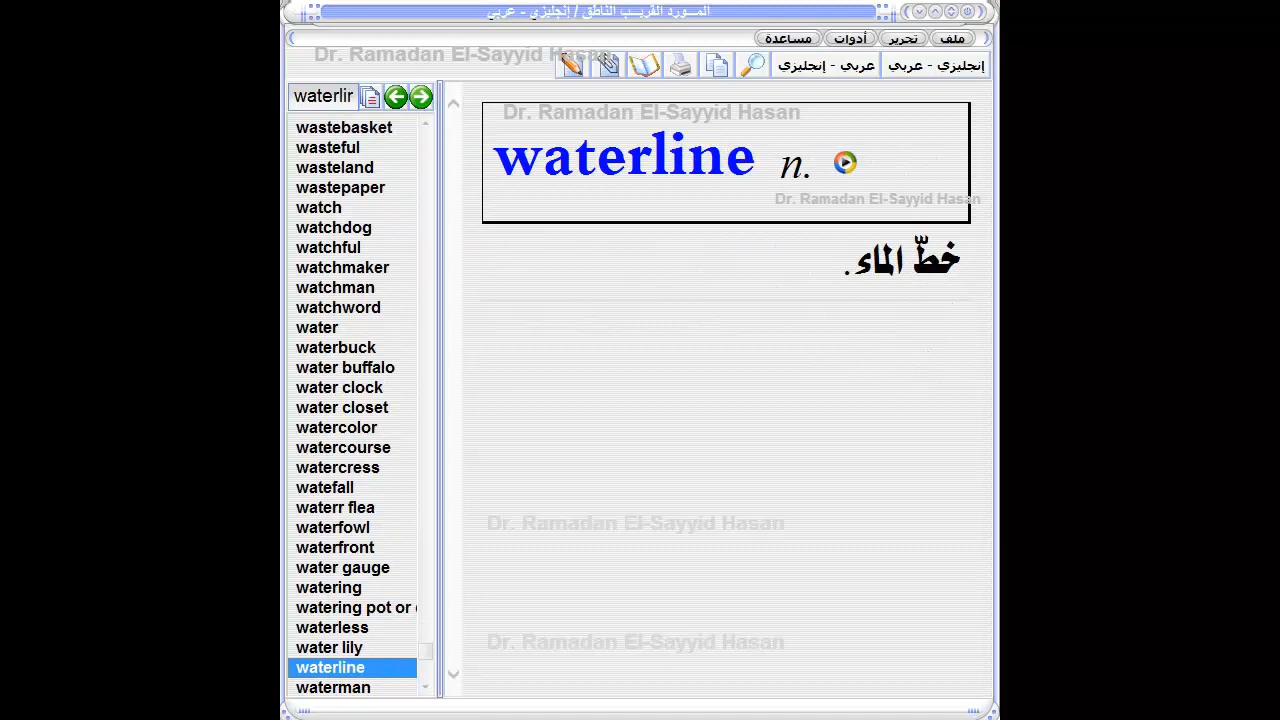 المــورد القريــب الناطق / إنجليزي - عربي
ملف تحرير أدوات مساعدة
Dr. Ramadan El-Sayyid Hasan
إنجليزي - عربي عربي - إنجليزي
waterlir
Dr. Ramadan El-Sayyid Hasan
waterline n.
Dr. Ramadan El-Sayyid Hasan
خطّ الماء.
wastebasket
wasteful
wasteland
wastepaper
watch
watchdog
watchful
watchmaker
watchman
watchword
water
waterbuck
water buffalo
water clock
water closet
watercolor
watercourse
watercress
watefall
waterr flea
waterfowl
waterfront
water gauge
watering
watering pot or
waterless
water lily
waterline
waterman
Dr. Ramadan El-Sayyid Hasan
Dr. Ramadan El-Sayyid Hasan